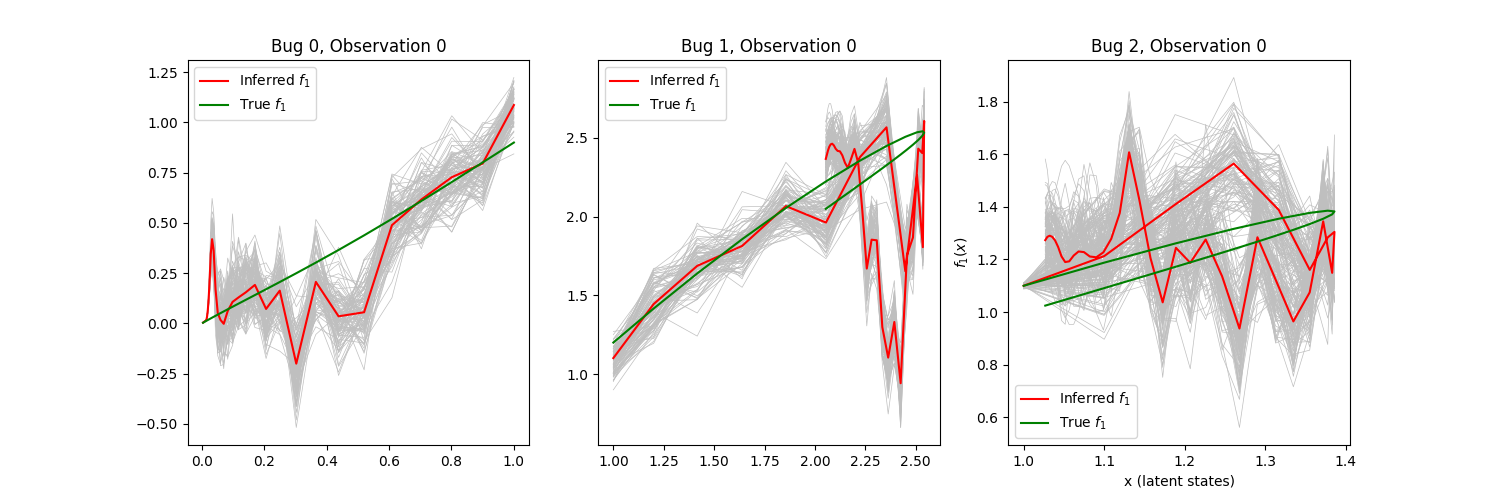 Bug 0, Observation 0
Inferred f₁
True f₁
1.25
1.00
0.75
0.50
0.25
0.00
−0.25
−0.50
0.0 0.2 0.4 0.6 0.8 1.0
Bug 1, Observation 0
Inferred f₁
True f₁
2.5
2.0
1.5
1.0
1.00 1.25 1.50 1.75 2.00 2.25 2.50
Bug 2, Observation 0
f₁(x)
1.8
1.6
1.4
1.2
1.0
0.8
0.6
Inferred f₁
True f₁
1.0 1.1 1.2 1.3 1.4
x (latent states)